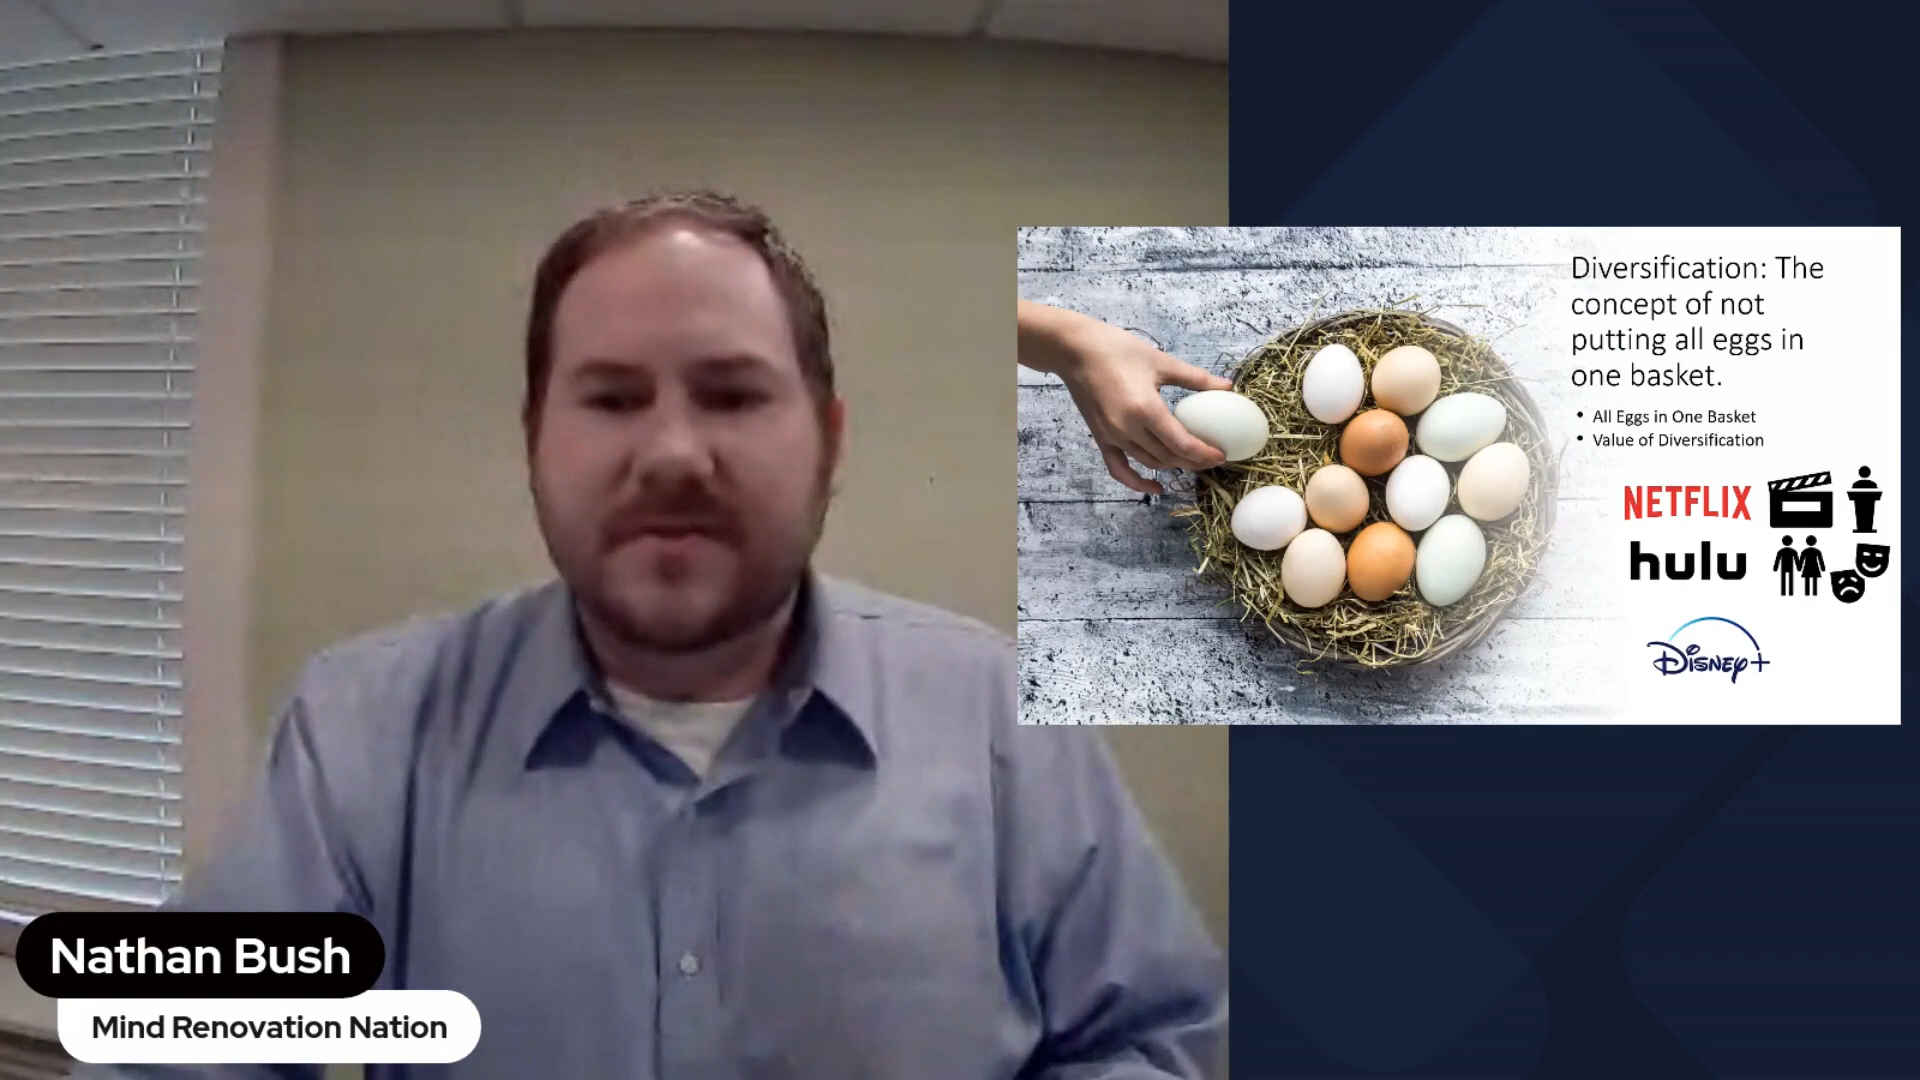 Diversification: The
concept of not
putting all eggs in
one basket.
• All Eggs in One Basket
• Value of Diversification
NETFLIX
hulu
Disney+
Nathan Bush
Mind Renovation Nation